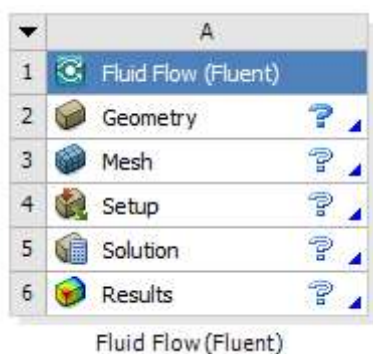 A
1 Fluid Flow (Fluent)
2 Geometry ?
3 Mesh ?
4 Setup ?
5 Solution ?
6 Results ?
Fluid Flow (Fluent)